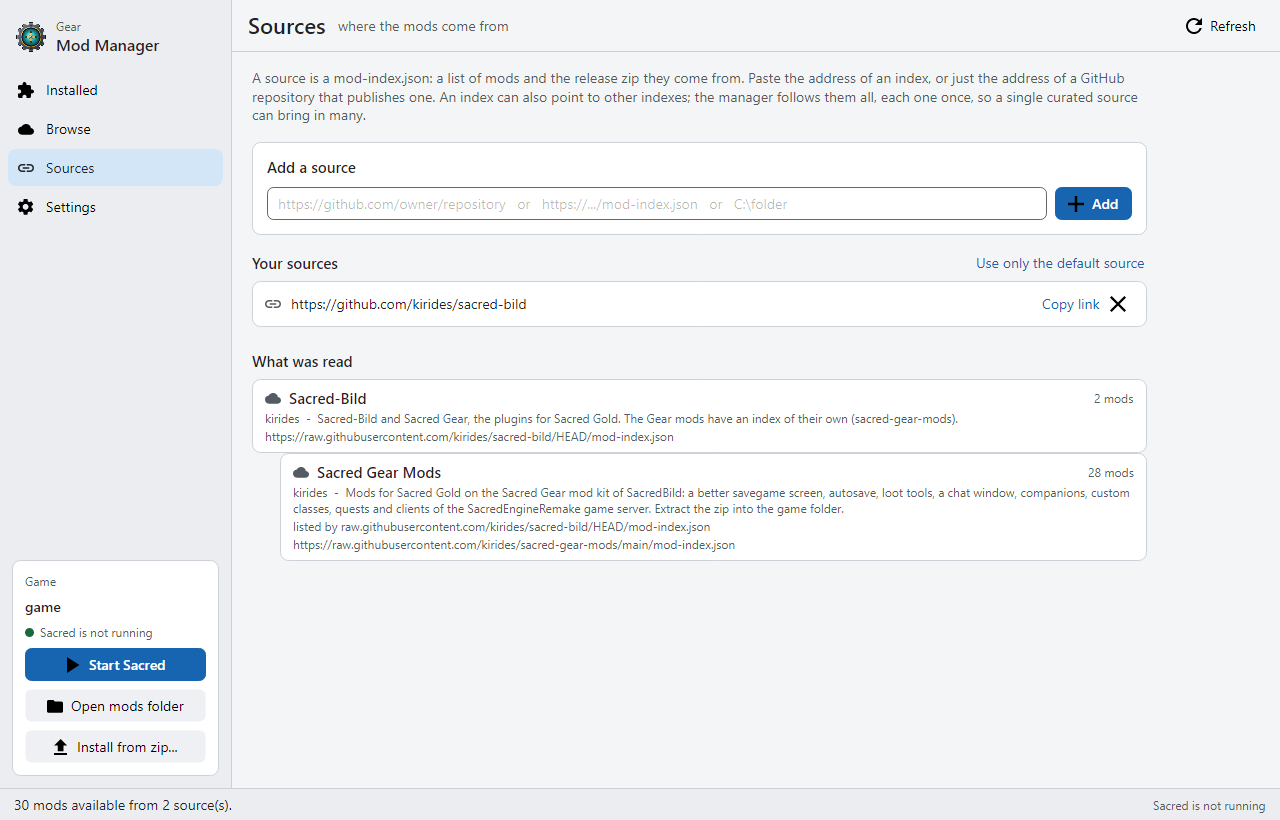 Gear
Mod Manager
Installed
Browse
Sources
Settings
Game
game
Sacred is not running
Start Sacred
Open mods folder
Install from zip...
Sources where the mods come from
Refresh
A source is a mod-index.json: a list of mods and the release zip they come from. Paste the address of an index, or just the address of a GitHub
repository that publishes one. An index can also point to other indexes; the manager follows them all, each one once, so a single curated source
can bring in many.
Add a source
https://github.com/owner/repository or https://.../mod-index.json or C:\folder
Add
Your sources
Use only the default source
https://github.com/kirides/sacred-bild
Copy link
What was read
Sacred-Bild
2 mods
kirides - Sacred-Bild and Sacred Gear, the plugins for Sacred Gold. The Gear mods have an index of their own (sacred-gear-mods).
https://raw.githubusercontent.com/kirides/sacred-bild/HEAD/mod-index.json
Sacred Gear Mods
28 mods
kirides - Mods for Sacred Gold on the Sacred Gear mod kit of SacredBild: a better savegame screen, autosave, loot tools, a chat window, companions, custom
classes, quests and clients of the SacredEngineRemake game server. Extract the zip into the game folder.
listed by raw.githubusercontent.com/kirides/sacred-bild/HEAD/mod-index.json
https://raw.githubusercontent.com/kirides/sacred-gear-mods/main/mod-index.json
30 mods available from 2 source(s).
Sacred is not running